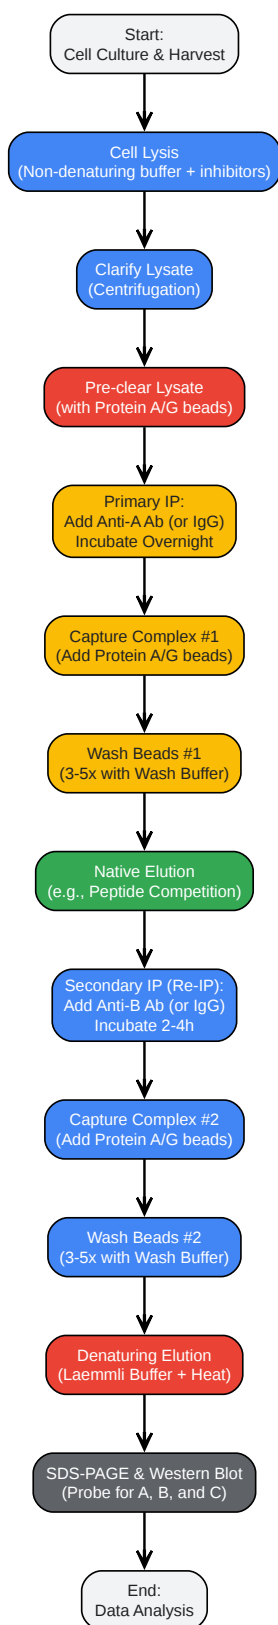 Start:
Cell Culture & Harvest
Cell Lysis
(Non-denaturing buffer + inhibitors)
Clarify Lysate
(Centrifugation)
Pre-clear Lysate
(with Protein A/G beads)
Primary IP:
Add Anti-A Ab (or IgG)
Incubate Overnight
Capture Complex #1
(Add Protein A/G beads)
Wash Beads #1
(3-5x with Wash Buffer)
Native Elution
(e.g., Peptide Competition)
Secondary IP (Re-IP):
Add Anti-B Ab (or IgG)
Incubate 2-4h
Capture Complex #2
(Add Protein A/G beads)
Wash Beads #2
(3-5x with Wash Buffer)
Denaturing Elution
(Laemmli Buffer + Heat)
SDS-PAGE & Western Blot
(Probe for A, B, and C)
End:
Data Analysis